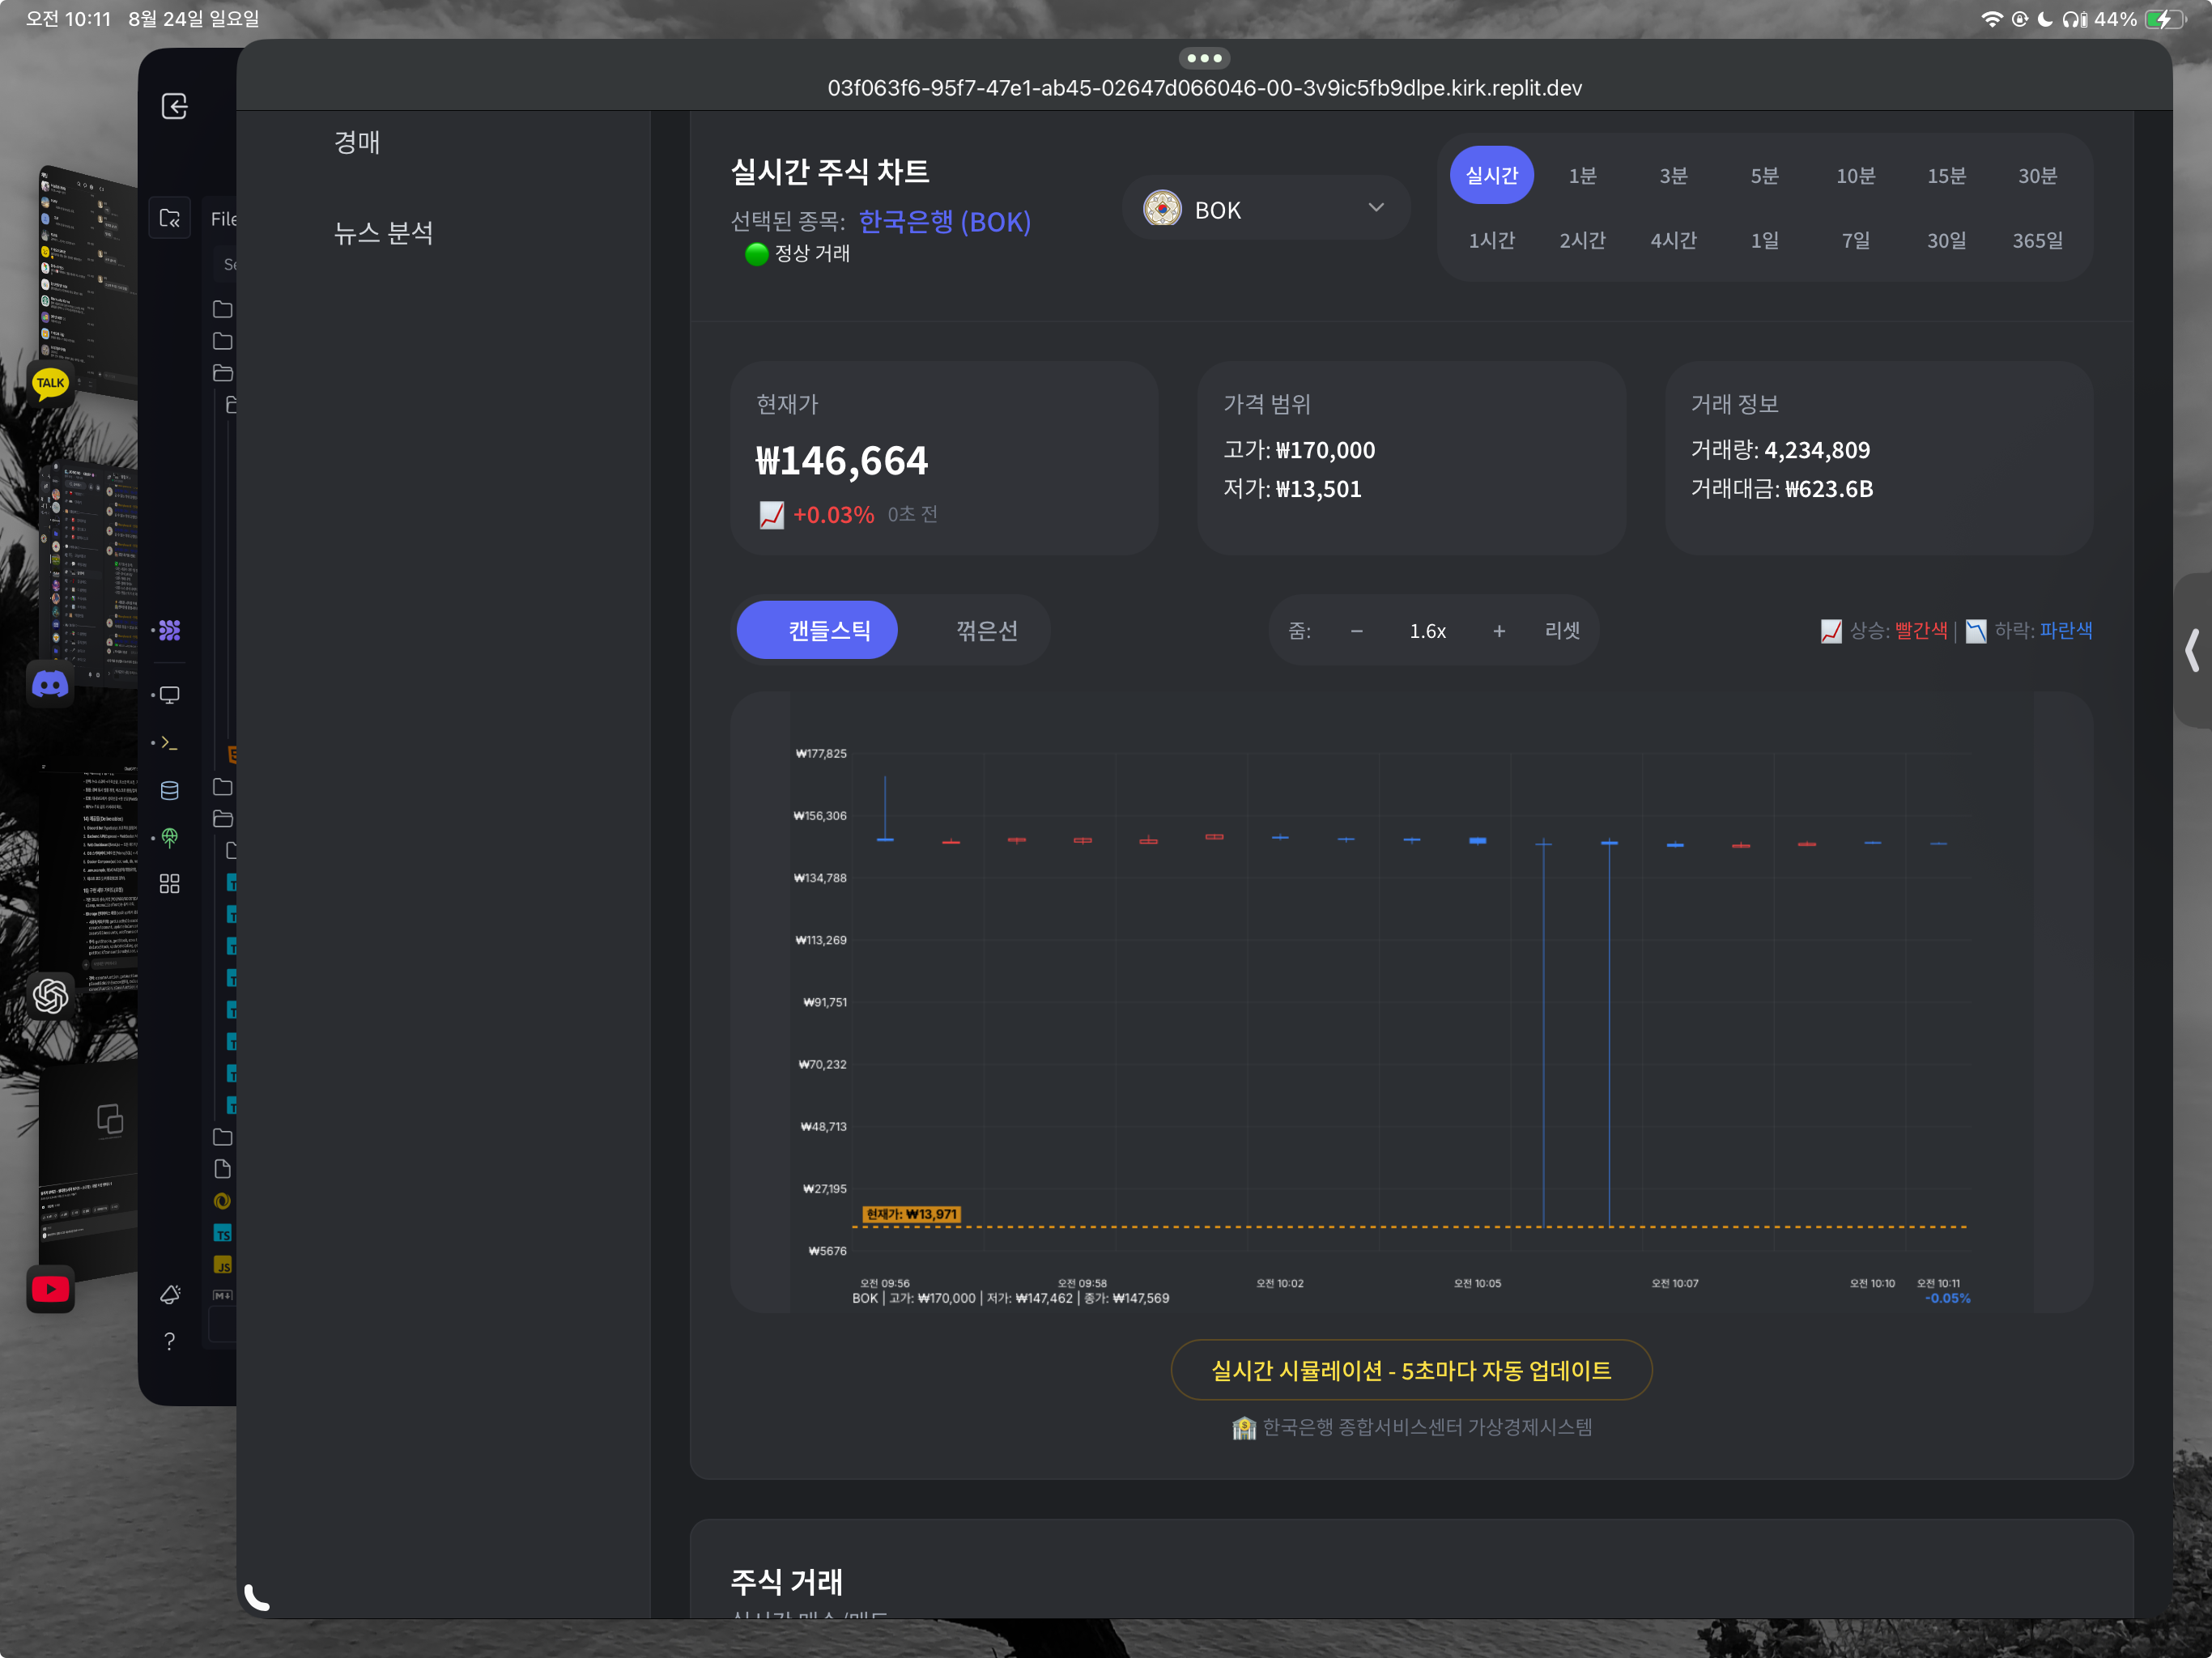 오전 10:11 8월 24일 일요일
44%
03f063f6-95f7-47e1-ab45-02647d066046-00-3v9ic5fb9dlpe.kirk.replit.dev
File
TALK
경매
뉴스 분석
실시간 주식 차트
선택된 종목: 한국은행 (BOK)
정상 거래
BOK
실시간 1분 3분 5분 10분 15분 30분
1시간 2시간 4시간 1일 7일 30일 365일
현재가
₩146,664
+0.03% 0초 전
가격 범위
고가: ₩170,000
저가: ₩13,501
거래 정보
거래량: 4,234,809
거래대금: ₩623.6B
캔들스틱 꺾은선
줌: − 1.6x + 리셋
상승: 빨간색 | 하락: 파란색
₩177,825
₩156,306
₩134,788
₩113,269
₩91,751
₩70,232
₩48,713
₩27,195
현재가: ₩13,971
₩5676
오전 09:56 오전 09:58 오전 10:02 오전 10:05 오전 10:07 오전 10:10 오전 10:11
BOK | 고가: ₩170,000 | 저가: ₩147,462 | 종가: ₩147,569
-0.05%
실시간 시뮬레이션 - 5초마다 자동 업데이트
한국은행 종합서비스센터 가상경제시스템
주식 거래
TS
JS
M↓
?